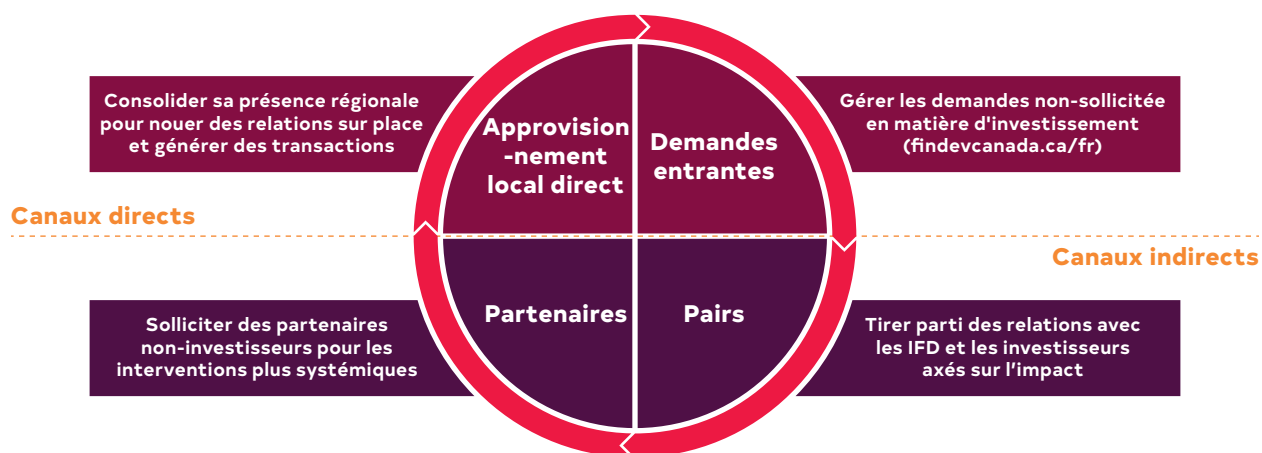 Consolider sa présence régionale
pour nouer des relations sur place
et générer des transactions
Approvision
-nement
local direct
Demandes
entrantes
Gérer les demandes non-sollicitée
en matière d'investissement
(findevcanada.ca/fr)
Canaux directs
Canaux indirects
Solliciter des partenaires
non-investisseurs pour les
interventions plus systémiques
Partenaires
Pairs
Tirer parti des relations avec
les IFD et les investisseurs
axés sur l’impact